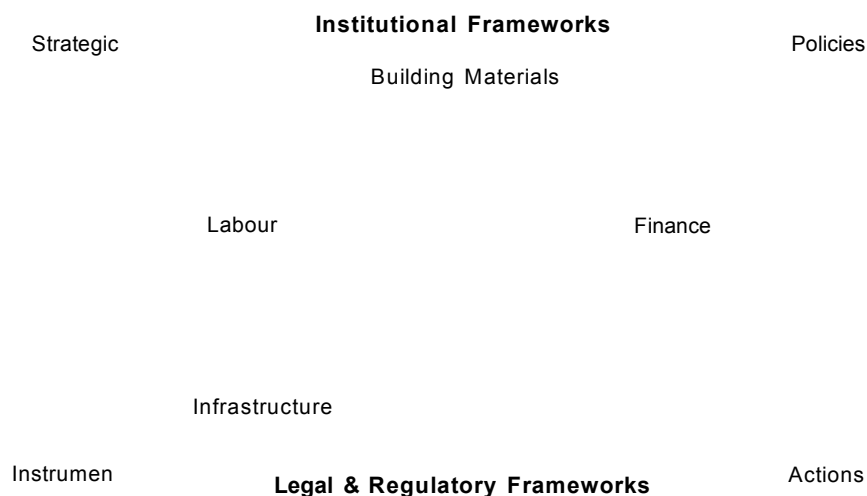 Institutional Frameworks
Strategic
Policies
Building Materials
Labour
Finance
Infrastructure
Instrumen
Actions
Legal & Regulatory Frameworks